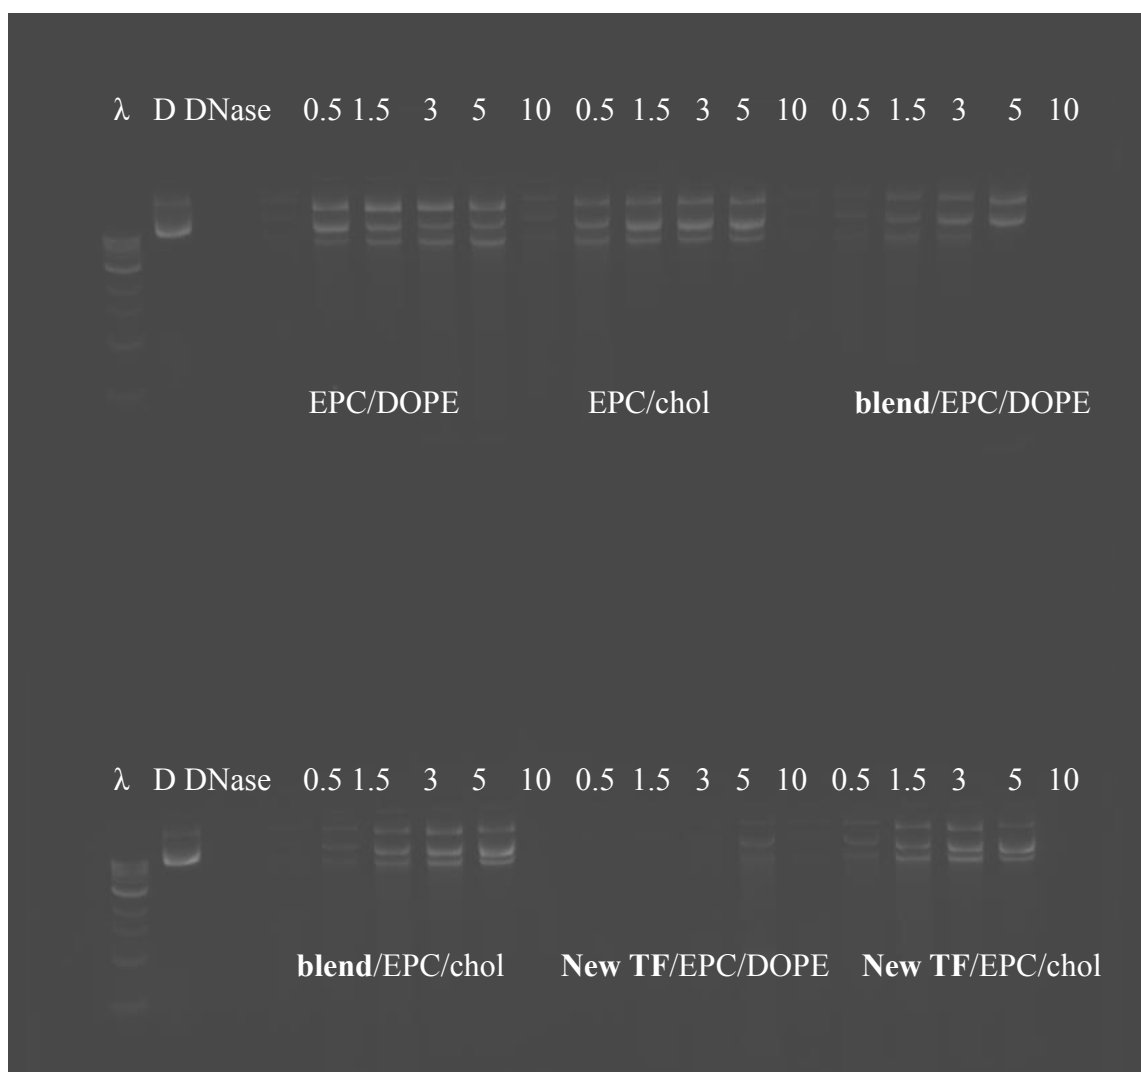 λ D DNase 0.5 1.5 3 5 10 0.5 1.5 3 5 10 0.5 1.5 3 5 10
EPC/DOPE EPC/chol blend/EPC/DOPE
λ D DNase 0.5 1.5 3 5 10 0.5 1.5 3 5 10 0.5 1.5 3 5 10
blend/EPC/chol New TF/EPC/DOPE New TF/EPC/chol